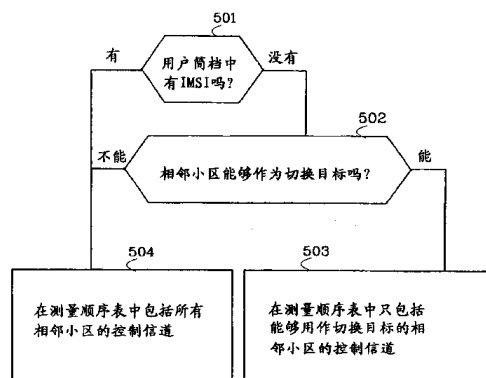 501
有
用户简档中
有IMSI吗?
没有
502
不能
相邻小区能够作为切换目标吗?
能
504
在测量顺序表中包括所有
相邻小区的控制信道
503
在测量顺序表中只包括
能够用作切换目标的相
邻小区的控制信道